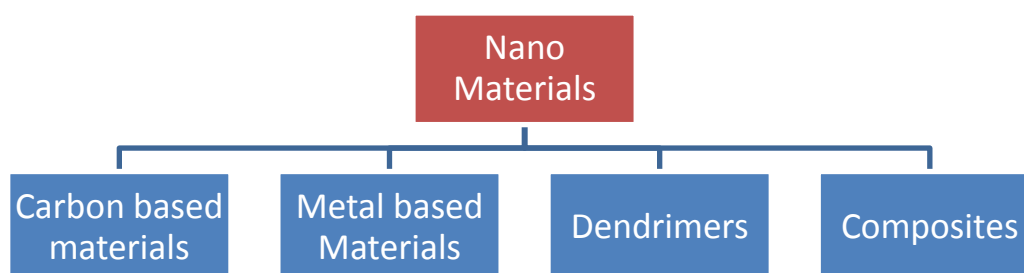 Nano
Materials
Carbon based
materials
Metal based
Materials
Dendrimers
Composites